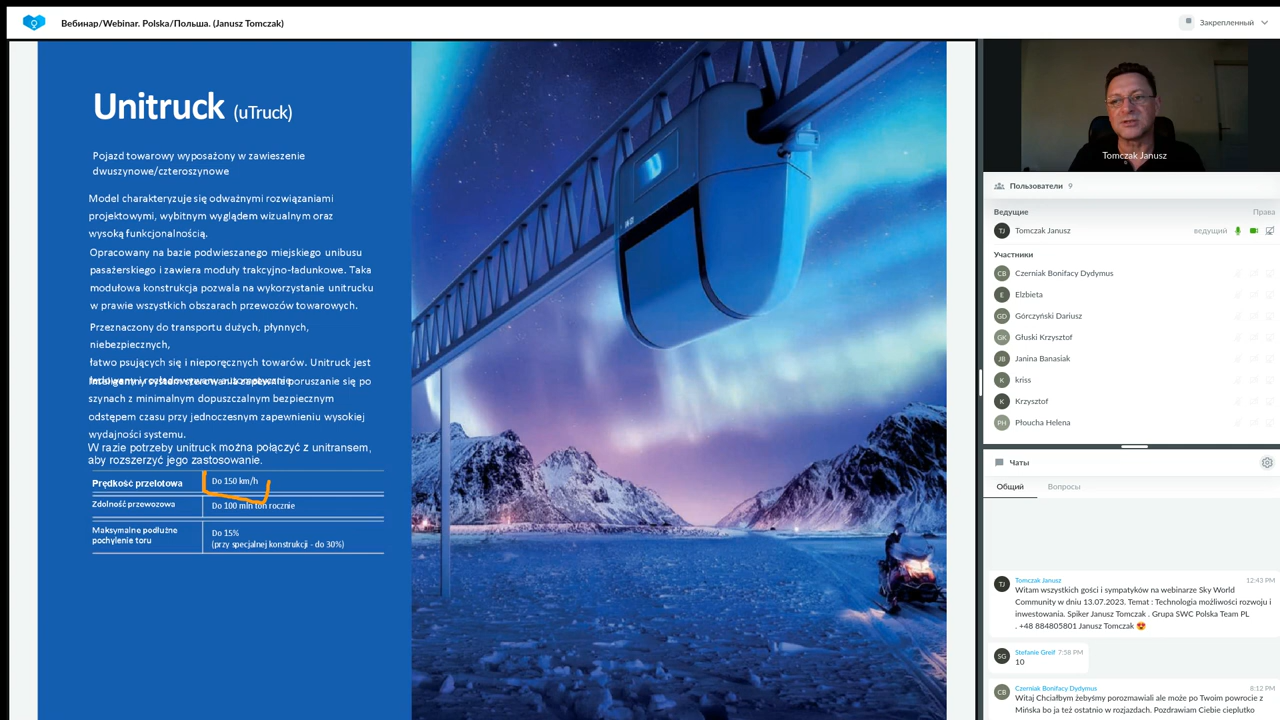 Вебинар/Webinar. Polska/Польша. (Janusz Tomczak)
Закрепленный
Unitruck (uTruck)
Pojazd towarowy wyposażony w zawieszenie
dwuszynowe/czteroszynowe
Model charakteryzuje się odważnymi rozwiązaniami
projektowymi, wybitnym wyglądem wizualnym oraz
wysoką funkcjonalnością.
Opracowany na bazie podwieszanego miejskiego unibusu
pasażerskiego i zawiera moduły trakcyjno-ładunkowe. Taka
modułowa konstrukcja pozwala na wykorzystanie unitrucku
w prawie wszystkich obszarach przewozów towarowych.
Przeznaczony do transportu dużych, płynnych,
niebezpiecznych,
łatwo psujących się i nieporęcznych towarów. Unitruck jest
poruszanie się po
szynach z minimalnym dopuszczalnym bezpiecznym
odstępem czasu przy jednoczesnym zapewnieniu wysokiej
wydajności systemu.
W razie potrzeby unitruck można połączyć z unitransem,
aby rozszerzyć jego zastosowanie.
Prędkość przelotowa
Do 150 km/h
Zdolność przewozowa
Do 100 mln ton rocznie
Maksymalne podłużne
pochylenie toru
Do 15%
(przy specjalnej konstrukcji - do 30%)
Tomczak Janusz
Пользователи 9
Ведущие
Права
TJ Tomczak Janusz ведущий
Участники
CB Czerniak Bonifacy Dydymus
E Elzbieta
GD Górczyński Dariusz
GK Głuski Krzysztof
JB Janina Banasiak
K kriss
K Krzysztof
PH Płoucha Helena
Чаты
Общий
Вопросы
TJ Tomczak Janusz 12:43 PM
Witam wszystkich gości i sympatyków na webinarze Sky World
Community w dniu 13.07.2023. Temat : Technologia możliwości rozwoju i
inwestowania. Spiker Janusz Tomczak . Grupa SWC Polska Team PL
. +48 884805801 Janusz Tomczak 😍
SG Stefanie Greif 7:58 PM
10
CB Czerniak Bonifacy Dydymus 8:12 PM
Witaj Chciałbym żebyśmy porozmawiali ale może po Twoim powrocie z
Mińska bo ja też ostatnio w rozjazdach. Pozdrawiam Ciebie cieplutko